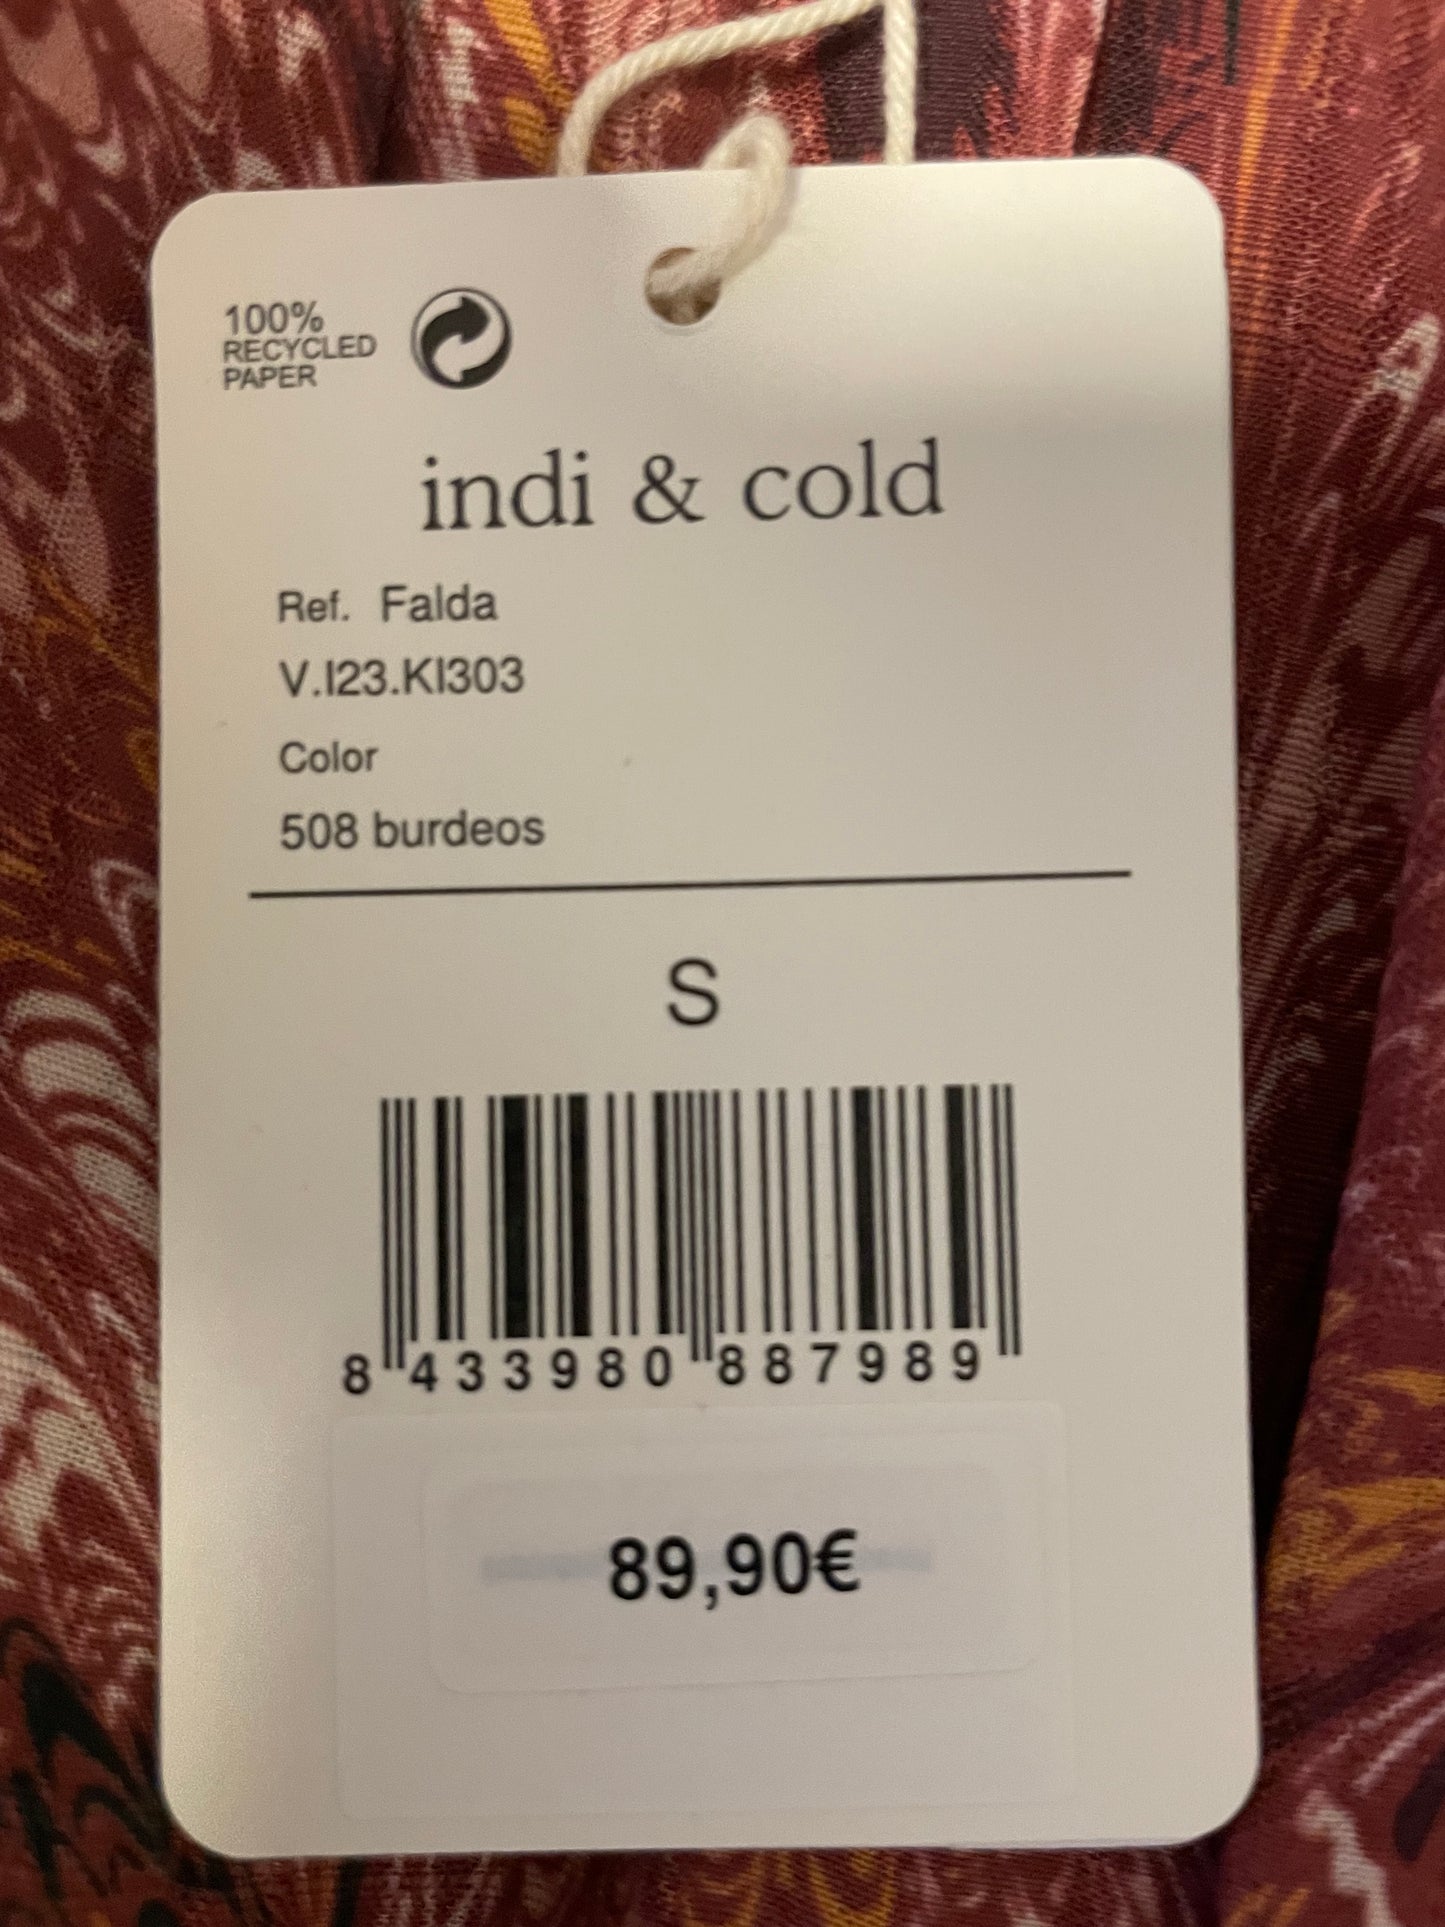 100%
RECYCLED
PAPER
indi & cold
Ref. Falda
V.I23.KI303
Color
508 burdeos
S
8 433980 887989
89,90€